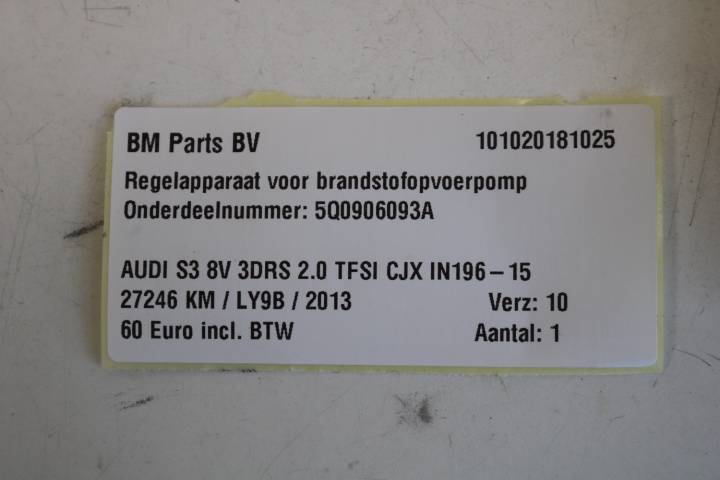 BM Parts BV 101020181025
Regelapparaat voor brandstofopvoerpomp
Onderdeelnummer: 5Q0906093A
AUDI S3 8V 3DRS 2.0 TFSI CJX IN196-15
27246 KM / LY9B / 2013 Verz: 10
60 Euro incl. BTW Aantal: 1